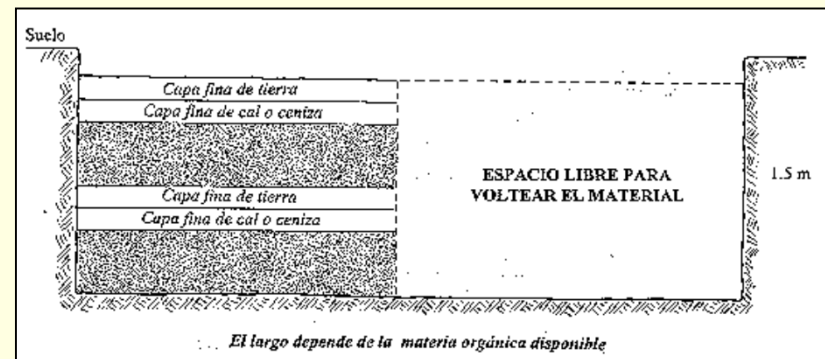 Suelo
Capa fina de tierra
Capa fina de cal o ceniza
Capa fina de tierra
Capa fina de cal o ceniza
ESPACIO LIBRE PARA
VOLTEAR EL MATERIAL
1.5 m
El largo depende de la materia orgánica disponible